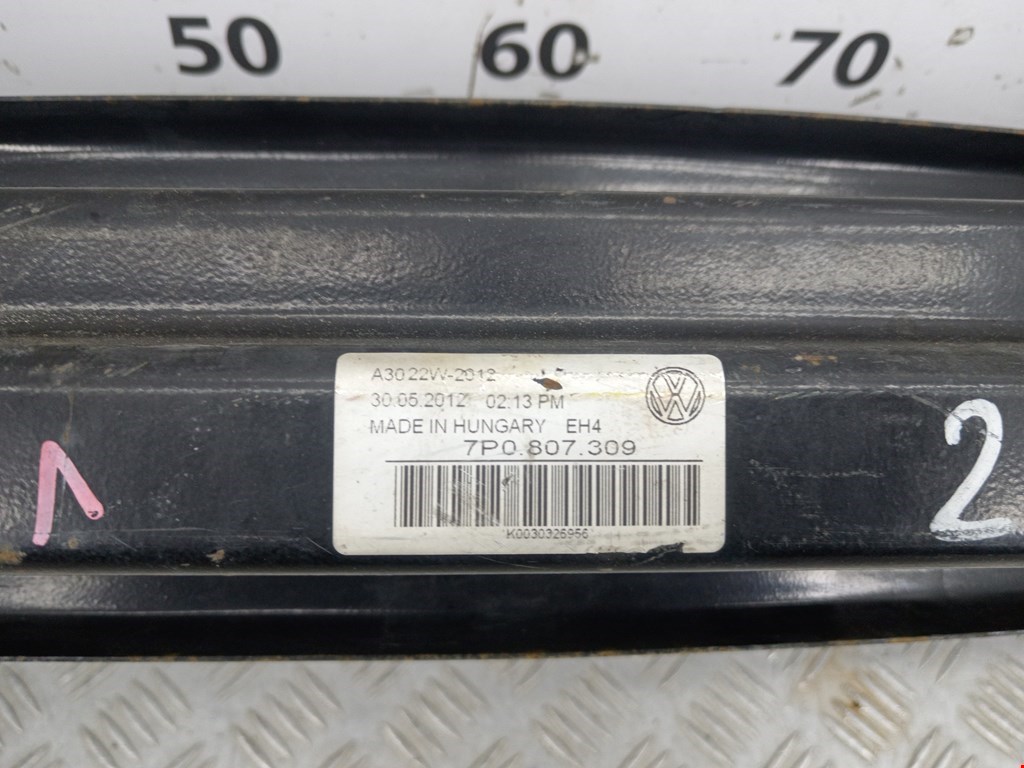 50 60 70
A3022W-2012
30.05.2012 02:13 PM
MADE IN HUNGARY EH4
7P0.807.309
K0030326956
1 2